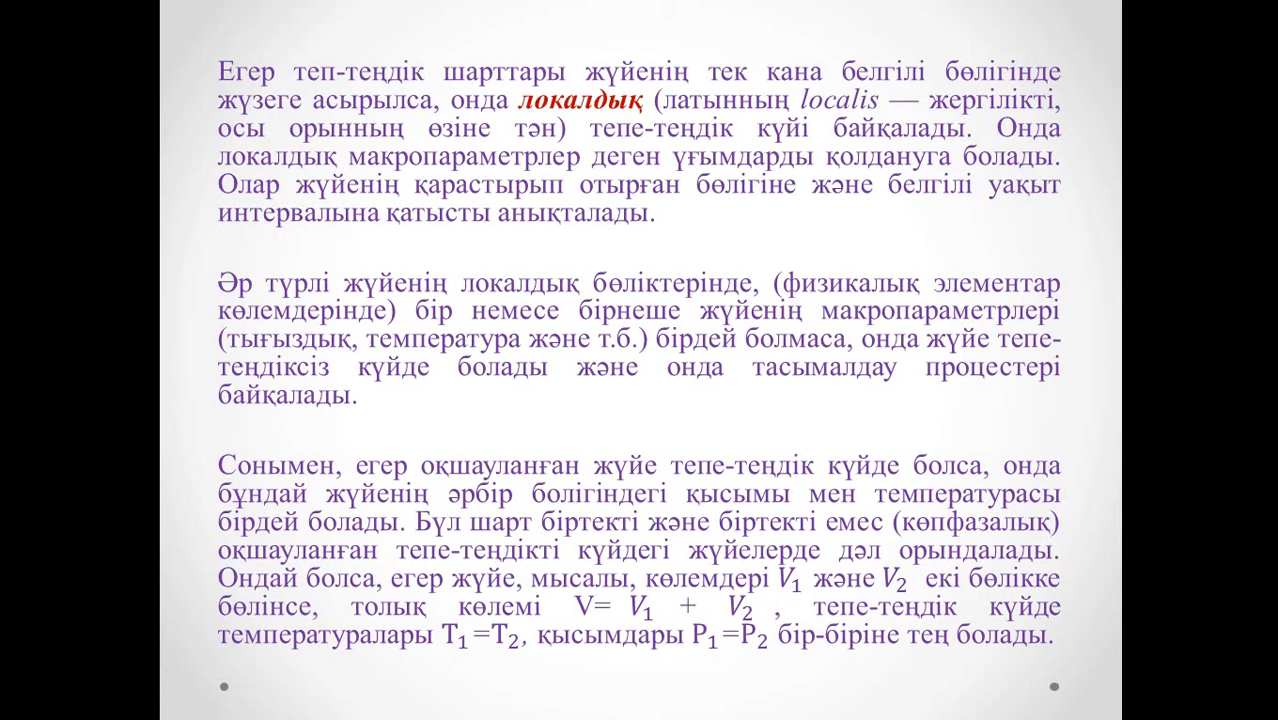 Егер теп-теңдік шарттары жүйенің тек кана белгілі бөлігінде
жүзеге асырылса, онда локалдық (латынның localis — жергілікті,
осы орынның өзіне тән) тепе-теңдік күйі байқалады. Онда
локалдық макропараметрлер деген үғымдарды қолдануга болады.
Олар жүйенің қарастырып отырған бөлігіне және белгілі уақыт
интервалына қатысты анықталады.
Әр түрлі жүйенің локалдық бөліктерінде, (физикалық элементар
көлемдерінде) бір немесе бірнеше жүйенің макропараметрлері
(тығыздық, температура және т.б.) бірдей болмаса, онда жүйе тепе-
теңдіксіз күйде болады және онда тасымалдау процестері
байқалады.
Сонымен, егер оқшауланған жүйе тепе-теңдік күйде болса, онда
бұндай жүйенің әрбір болігіндегі қысымы мен температурасы
бірдей болады. Бүл шарт біртекті және біртекті емес (көпфазалық)
оқшауланған тепе-теңдікті күйдегі жүйелерде дәл орындалады.
Ондай болса, егер жүйе, мысалы, көлемдері V₁ және V₂ екі бөлікке
бөлінсе, толық көлемі V= V₁ + V₂ , тепе-теңдік күйде
температуралары T₁=T₂, қысымдары P₁=P₂ бір-біріне тең болады.